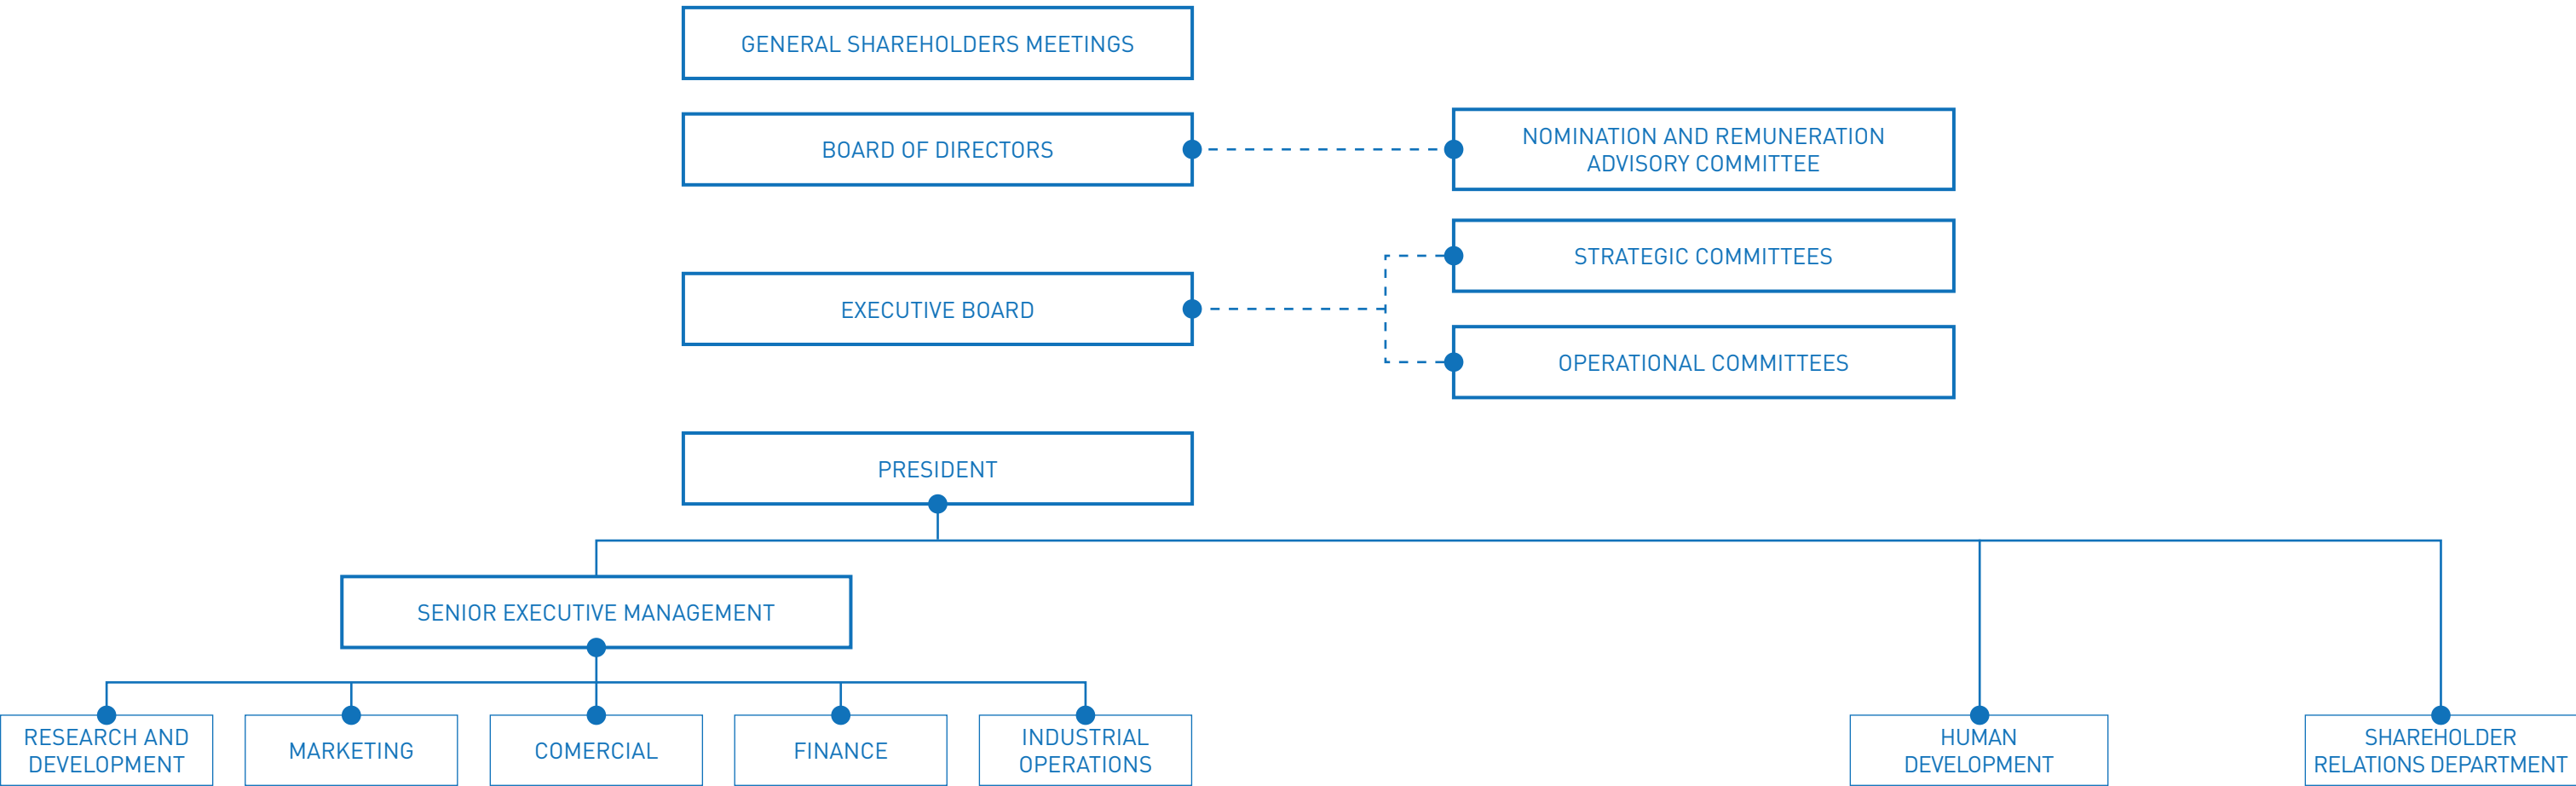 GENERAL SHAREHOLDERS MEETINGS
BOARD OF DIRECTORS
NOMINATION AND REMUNERATION
ADVISORY COMMITTEE
STRATEGIC COMMITTEES
EXECUTIVE BOARD
OPERATIONAL COMMITTEES
PRESIDENT
SENIOR EXECUTIVE MANAGEMENT
RESEARCH AND
DEVELOPMENT
MARKETING
COMERCIAL
FINANCE
INDUSTRIAL
OPERATIONS
HUMAN
DEVELOPMENT
SHAREHOLDER
RELATIONS DEPARTMENT